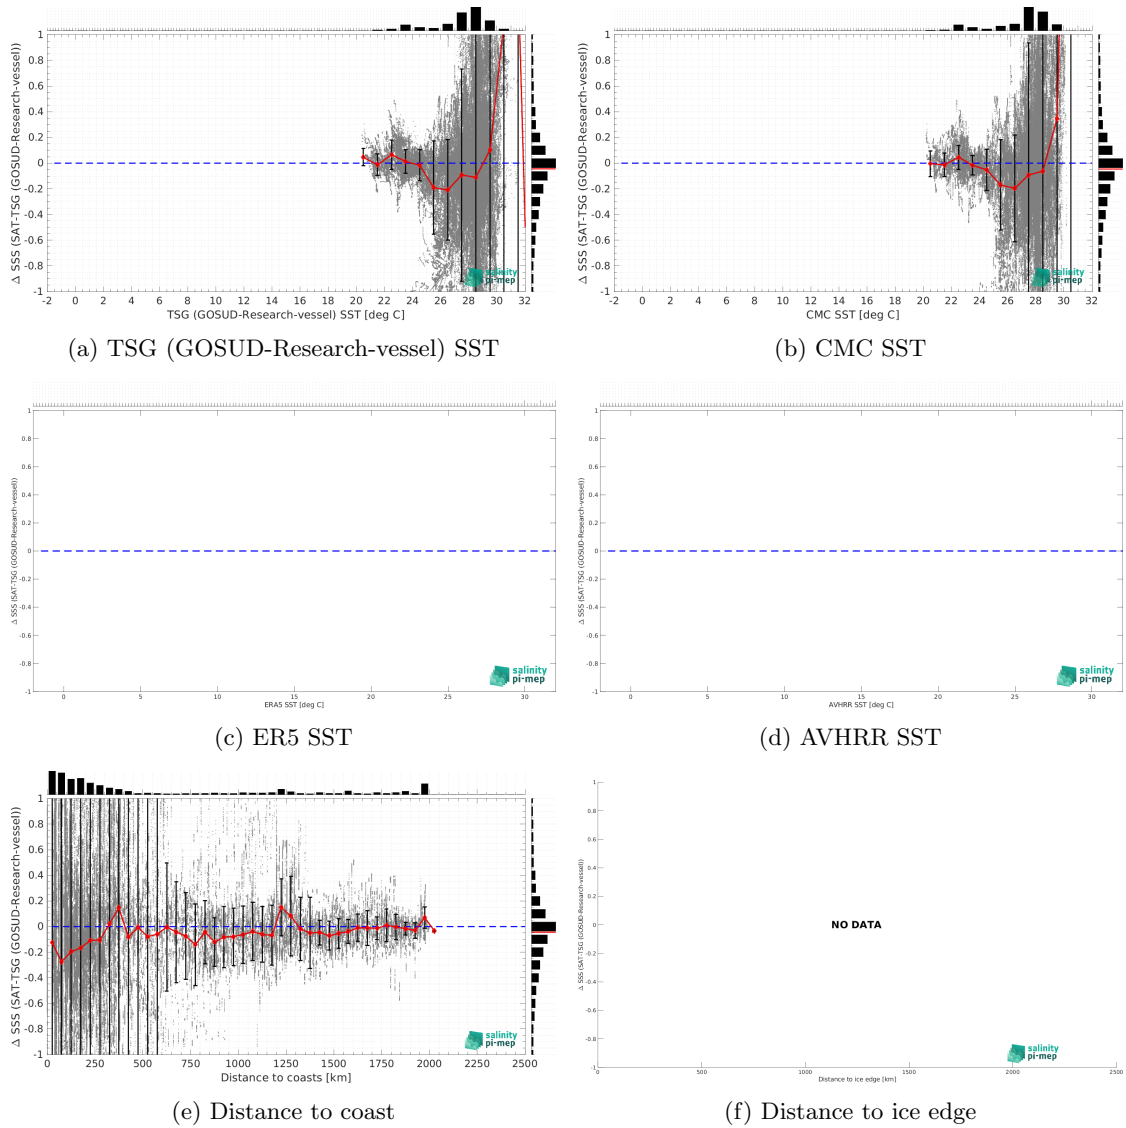 1
0.8
0.6
0.4
0.2
0
-0.2
-0.4
-0.6
-0.8
-1
Δ SSS (SAT-TSG (GOSUD-Research-vessel))
-2 0 2 4 6 8 10 12 14 16 18 20 22 24 26 28 30 32
TSG (GOSUD-Research-vessel) SST [deg C]
salinity
pi-mep
(a) TSG (GOSUD-Research-vessel) SST
1
0.8
0.6
0.4
0.2
0
-0.2
-0.4
-0.6
-0.8
-1
Δ SSS (SAT-TSG (GOSUD-Research-vessel))
-2 0 2 4 6 8 10 12 14 16 18 20 22 24 26 28 30 32
CMC SST [deg C]
salinity
pi-mep
(b) CMC SST
1
0.8
0.6
0.4
0.2
0
-0.2
-0.4
-0.6
-0.8
-1
Δ SSS (SAT-TSG (GOSUD-Research-vessel))
0 5 10 15 20 25 30
ERA5 SST [deg C]
salinity
pi-mep
(c) ER5 SST
1
0.8
0.6
0.4
0.2
0
-0.2
-0.4
-0.6
-0.8
-1
Δ SSS (SAT-TSG (GOSUD-Research-vessel))
0 5 10 15 20 25 30
AVHRR SST [deg C]
salinity
pi-mep
(d) AVHRR SST
1
0.8
0.6
0.4
0.2
0
-0.2
-0.4
-0.6
-0.8
-1
Δ SSS (SAT-TSG (GOSUD-Research-vessel))
0 250 500 750 1000 1250 1500 1750 2000 2250 2500
Distance to coasts [km]
salinity
pi-mep
(e) Distance to coast
1
0.8
0.6
0.4
0.2
0
-0.2
-0.4
-0.6
-0.8
-1
Δ SSS (SAT-TSG (GOSUD-Research-vessel))
NO DATA
0 500 1000 1500 2000 2500
Distance to ice edge [km]
salinity
pi-mep
(f) Distance to ice edge